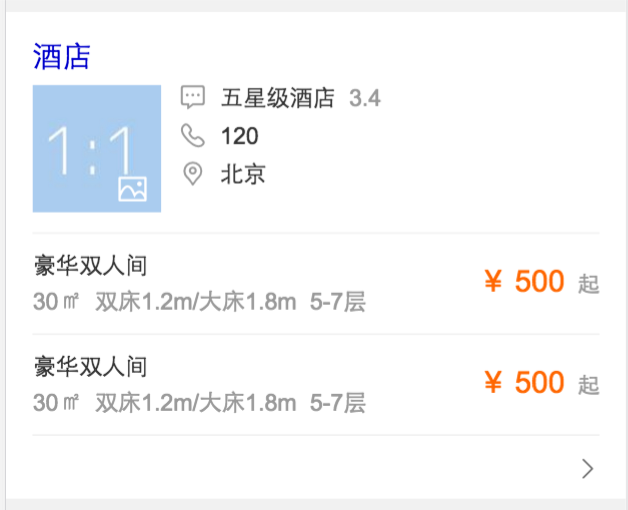 酒店
1:1
五星级酒店 3.4
120
北京
豪华双人间
30㎡ 双床1.2m/大床1.8m 5-7层
¥ 500 起
豪华双人间
30㎡ 双床1.2m/大床1.8m 5-7层
¥ 500 起